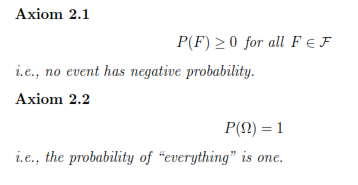 Axiom 2.1
P(F) ≥ 0 for all F ∈ ℱ
i.e., no event has negative probability.
Axiom 2.2
P(Ω) = 1
i.e., the probability of “everything” is one.